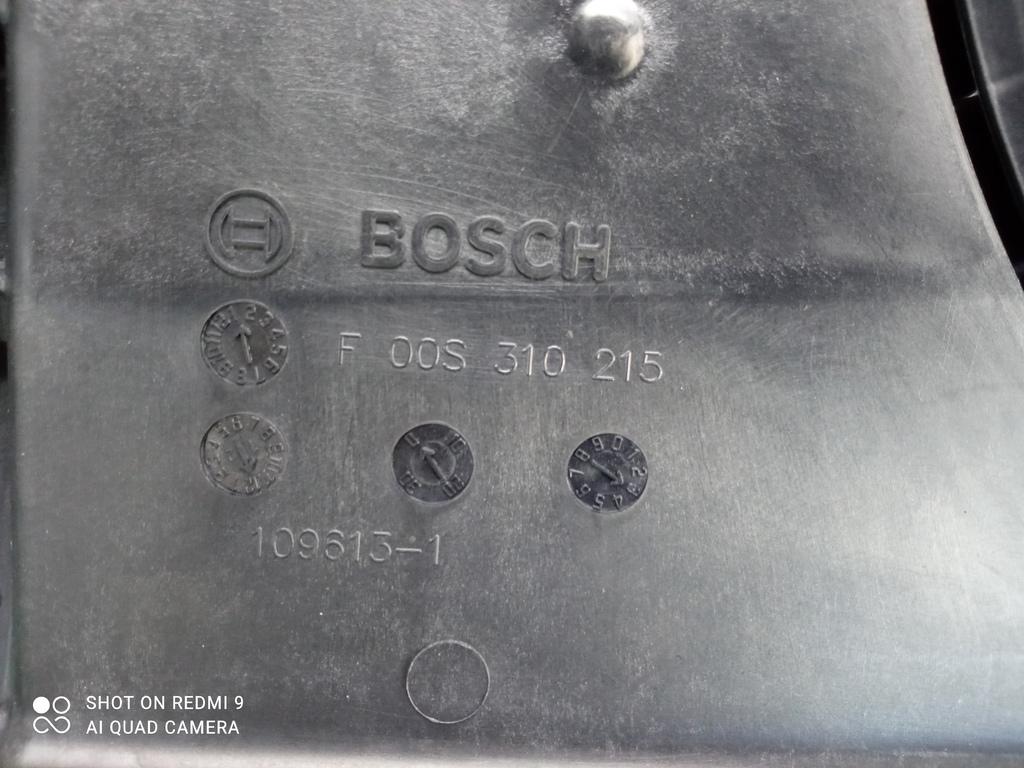 BOSCH
F 00S 310 215
109613-1
SHOT ON REDMI 9
AI QUAD CAMERA